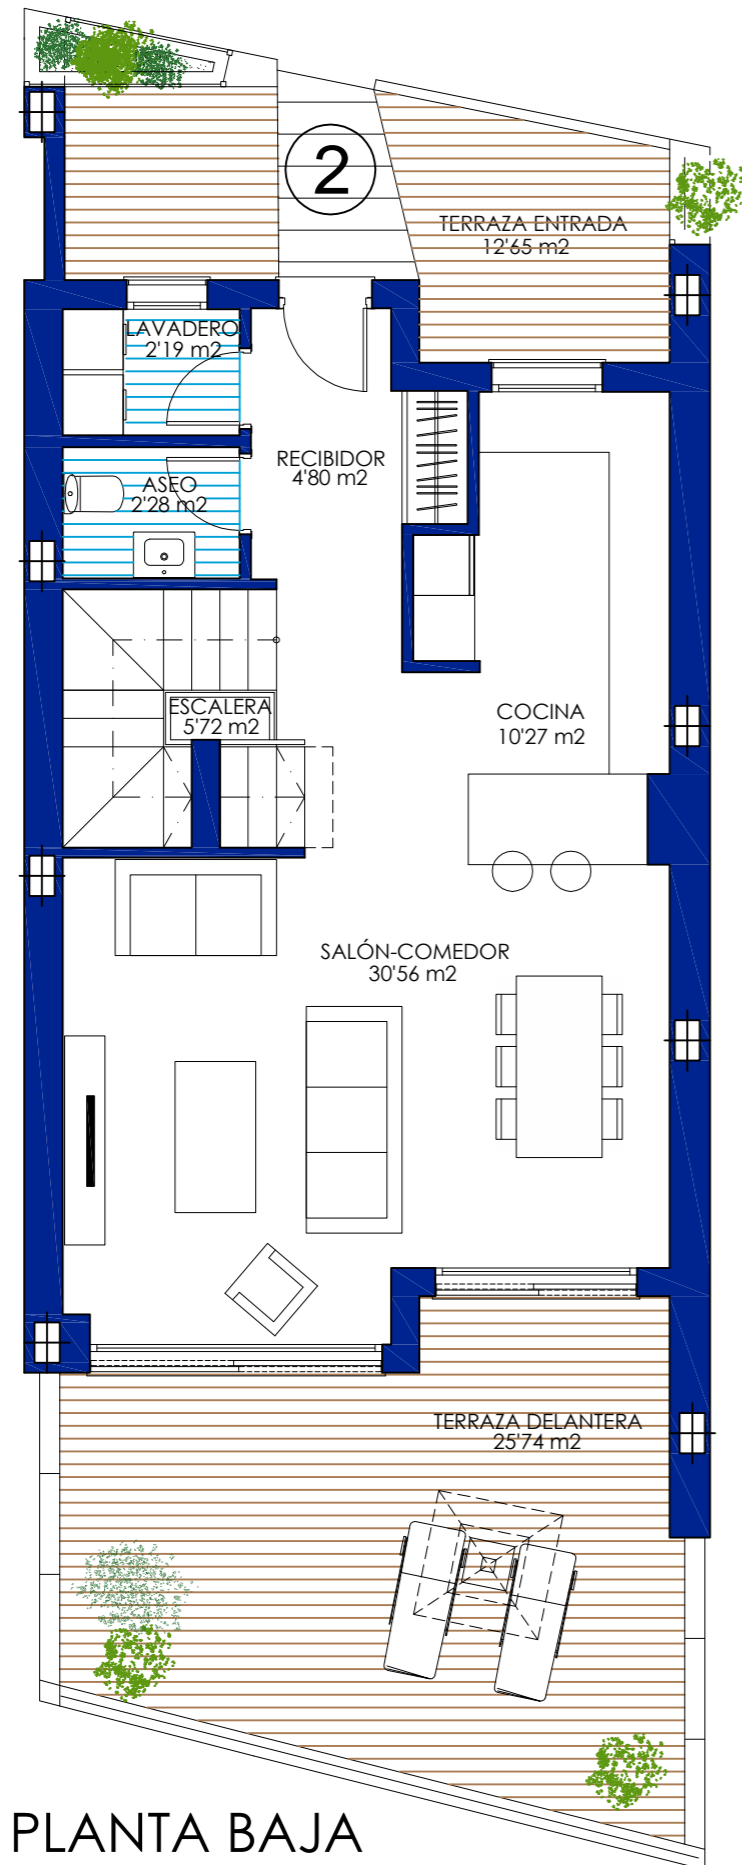 2
TERRAZA ENTRADA
12'65 m2
LAVADERO
2'19 m2
RECIBIDOR
4'80 m2
ASEO
2'28 m2
ESCALERA
5'72 m2
COCINA
10'27 m2
SALÓN-COMEDOR
30'56 m2
TERRAZA DELANTERA
25'74 m2
PLANTA BAJA